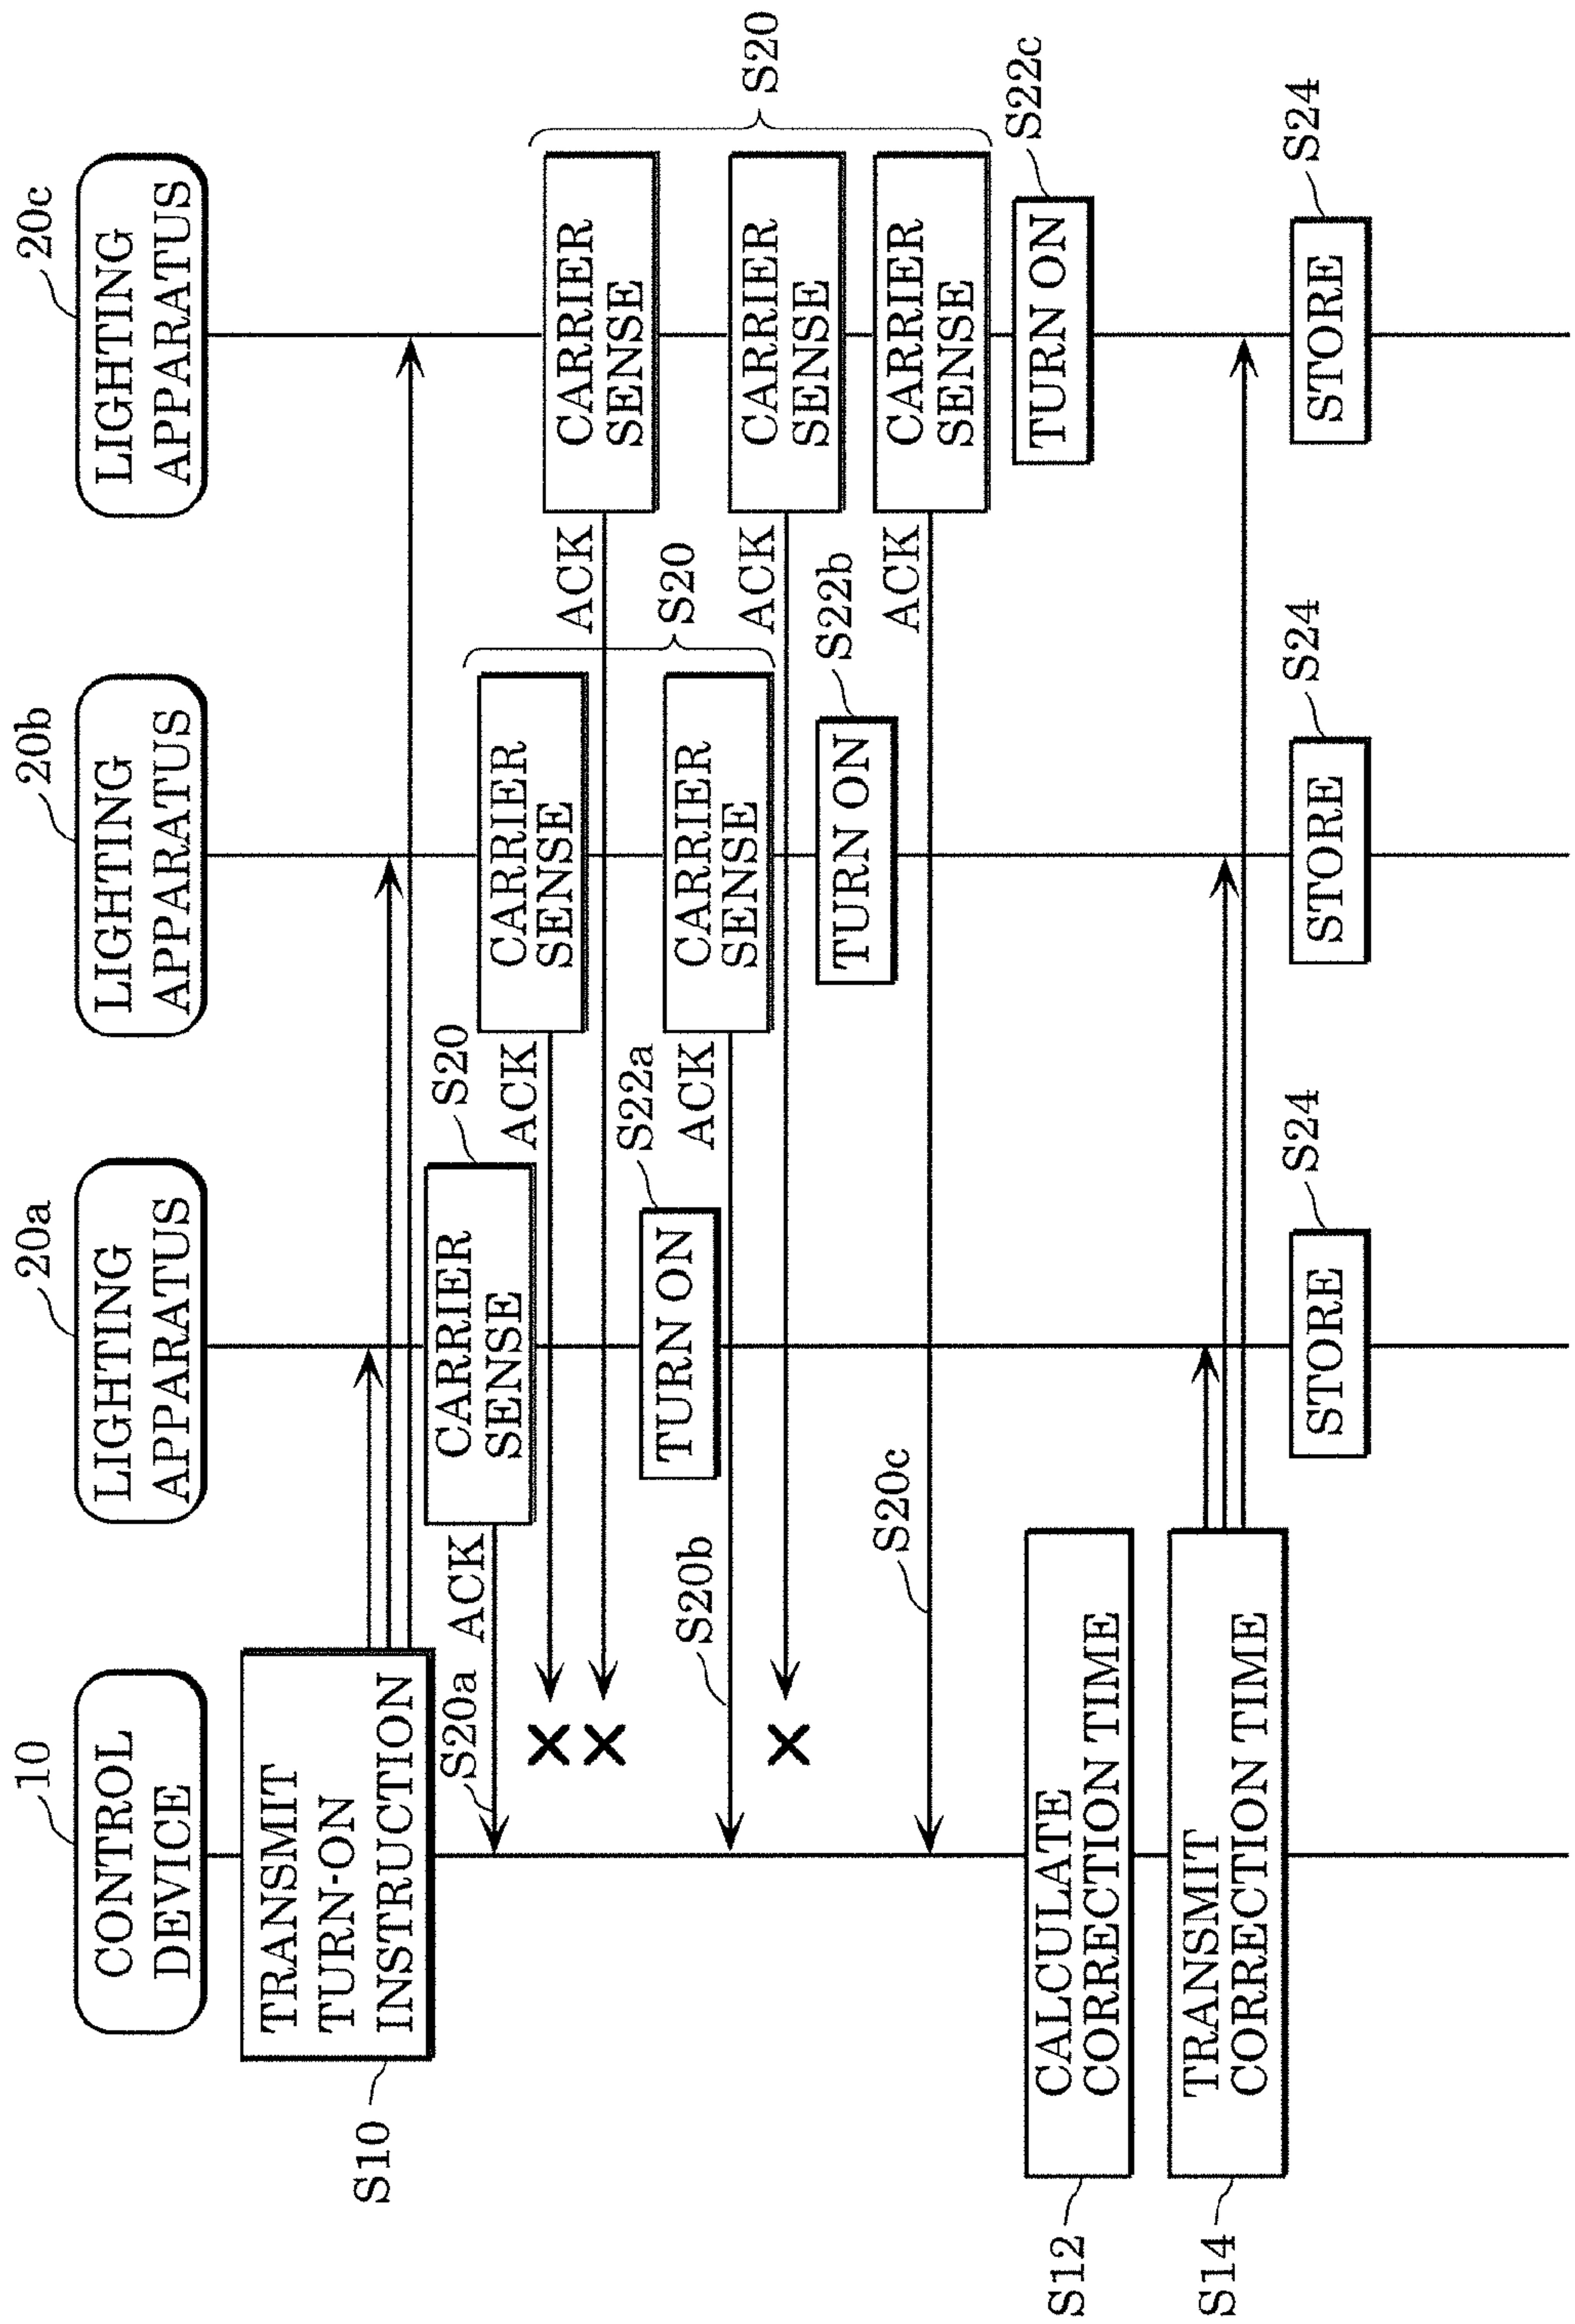 10
CONTROL
DEVICE
20a
LIGHTING
APPARATUS
20b
LIGHTING
APPARATUS
20c
LIGHTING
APPARATUS
S10
TRANSMIT
TURN-ON
INSTRUCTION
S20a
ACK
CARRIER
SENSE
S20
ACK
CARRIER
SENSE
ACK
CARRIER
SENSE
S20
S20
TURN ON
S22a
S20b
ACK
CARRIER
SENSE
ACK
CARRIER
SENSE
TURN ON
S22b
S20c
ACK
CARRIER
SENSE
TURN ON
S22c
S12
CALCULATE
CORRECTION TIME
S14
TRANSMIT
CORRECTION TIME
STORE
S24
STORE
S24
STORE
S24